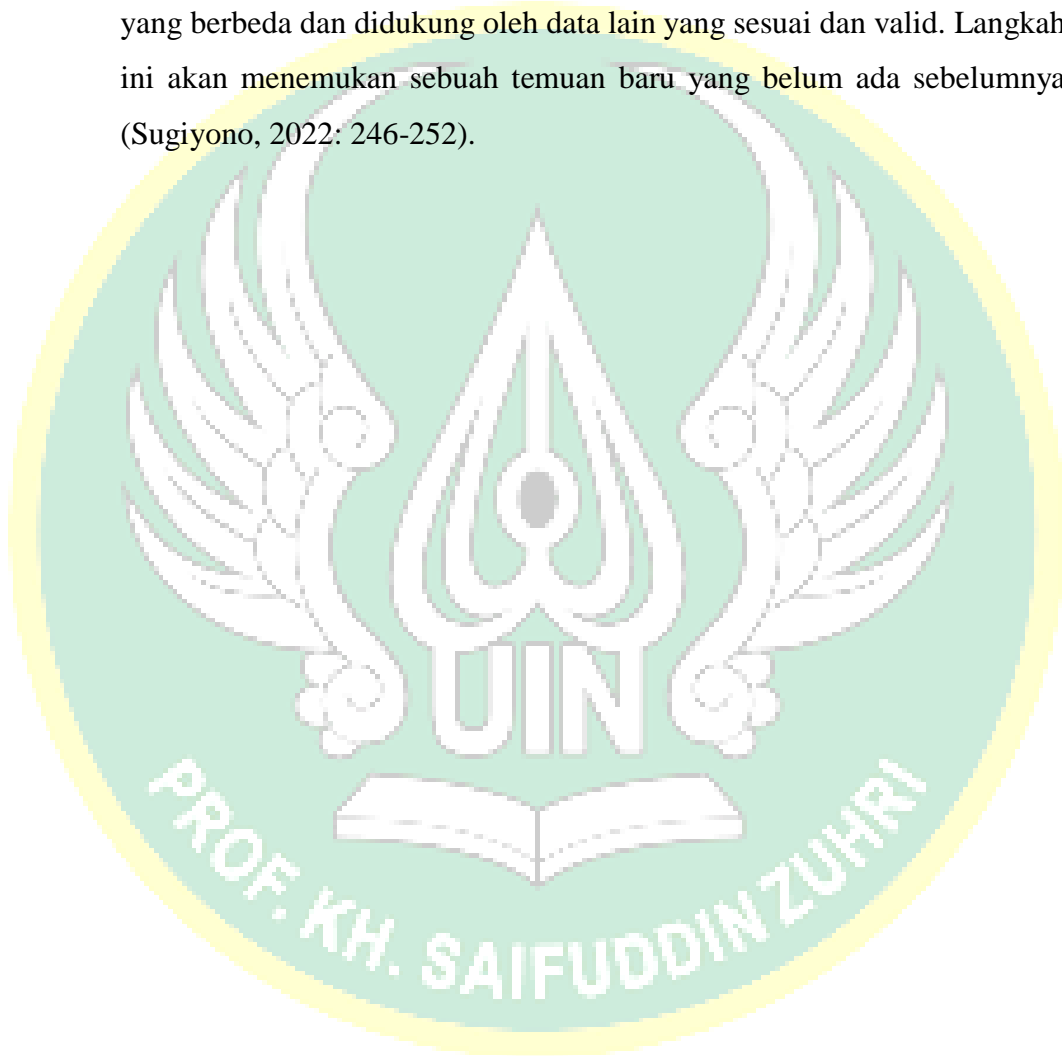 yang berbeda dan didukung oleh data lain yang sesuai dan valid. Langkah
ini akan menemukan sebuah temuan baru yang belum ada sebelumnya
(Sugiyono, 2022: 246-252).
UIN
PROF. KH. SAIFUDDIN ZUHRI